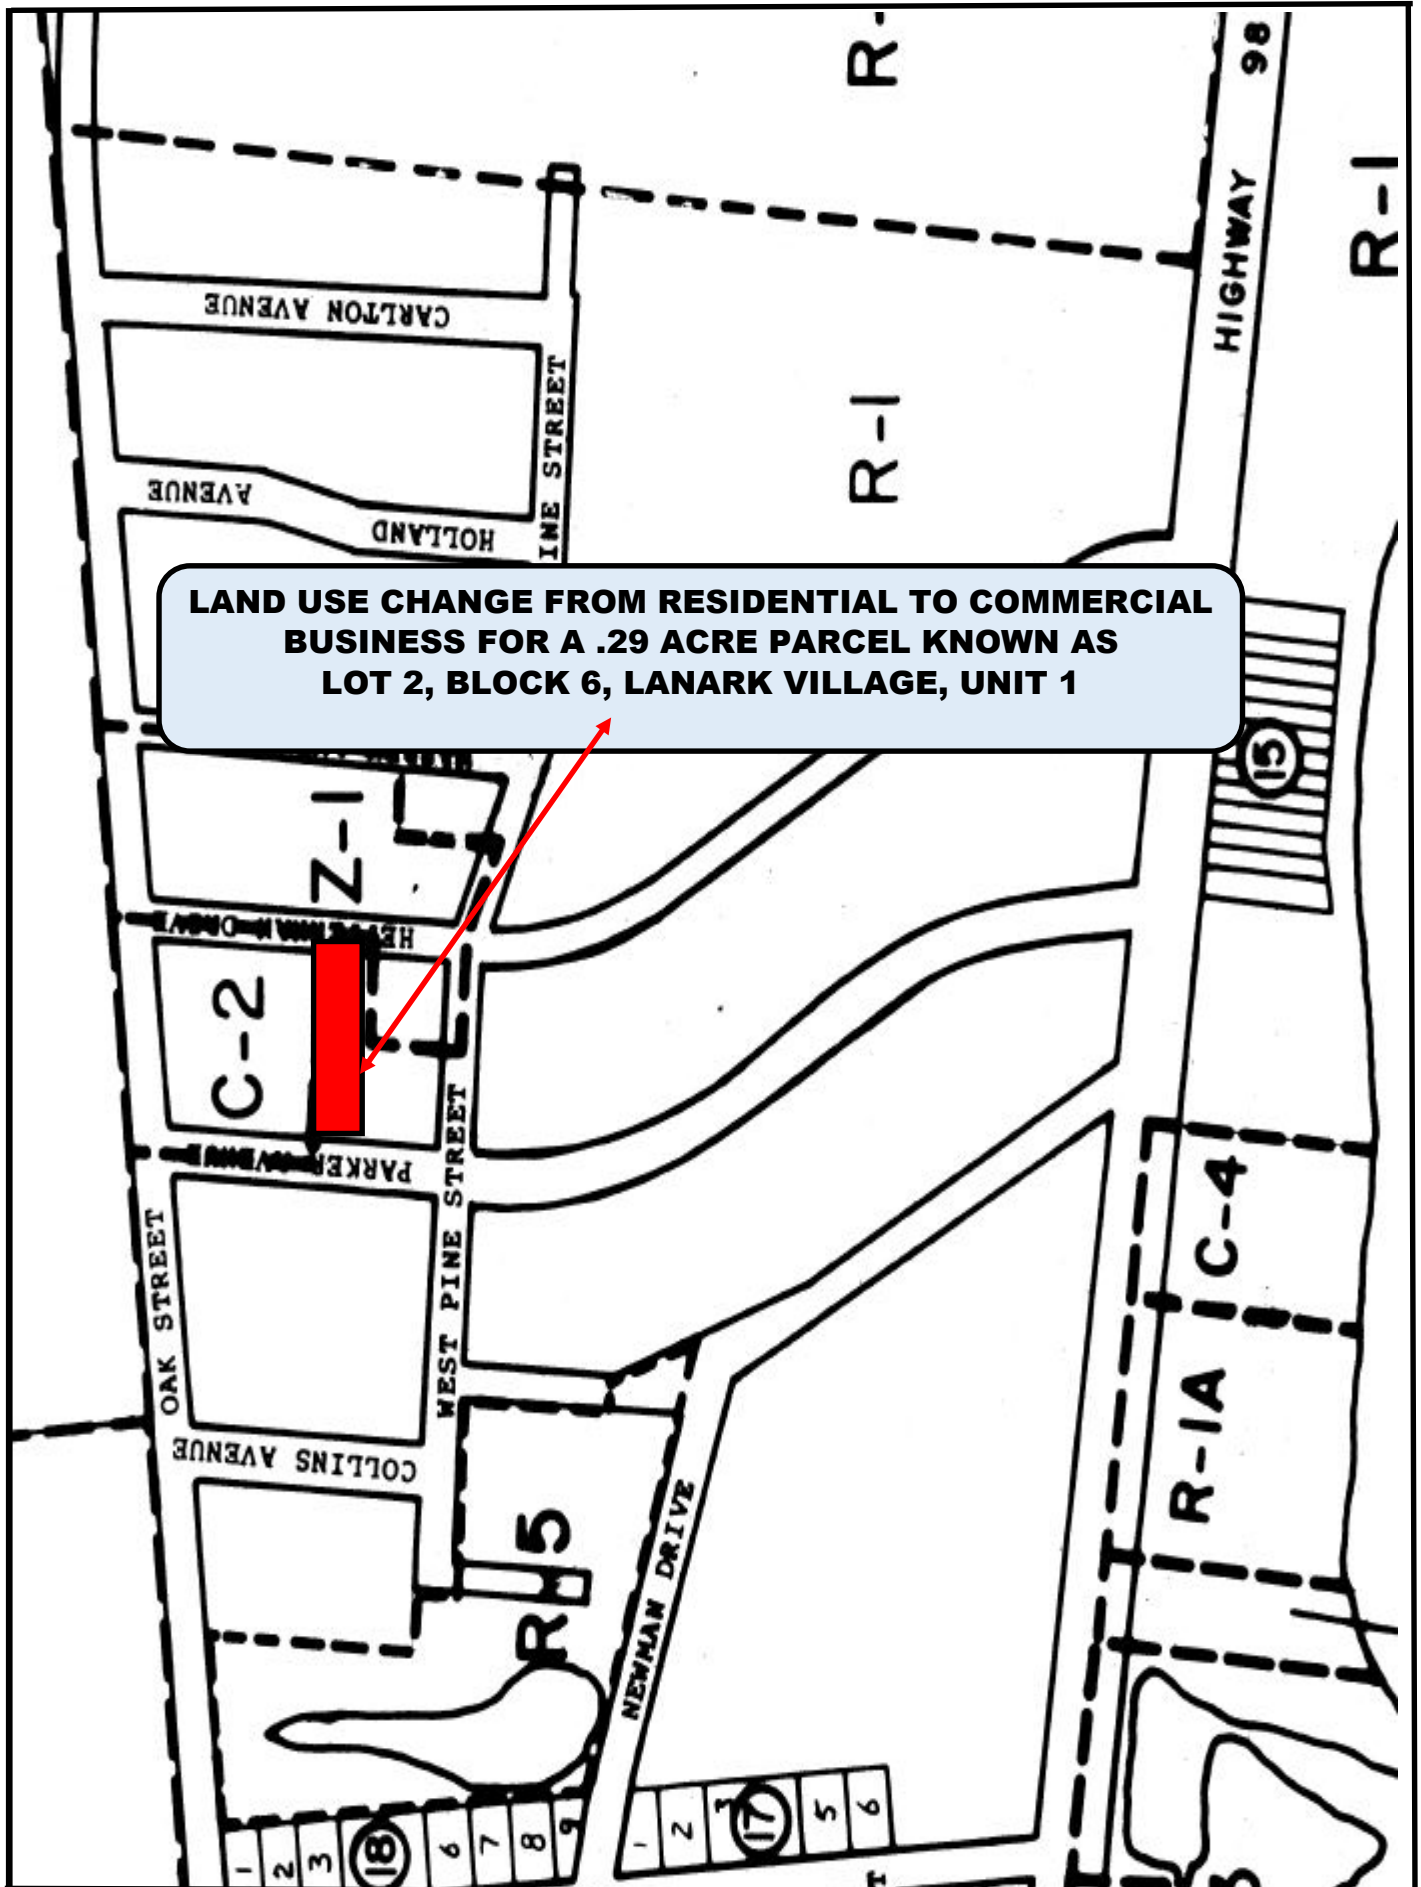 R-
98
HIGHWAY
R-1
CARLTON AVENUE
INE STREET
R-1
AVENUE
HOLLAND
LAND USE CHANGE FROM RESIDENTIAL TO COMMERCIAL
BUSINESS FOR A .29 ACRE PARCEL KNOWN AS
LOT 2, BLOCK 6, LANARK VILLAGE, UNIT 1
15
Z-1
C-2
PARKER AVENUE
WEST PINE STREET
OAK STREET
C-4
R-1A
COLLINS AVENUE
R 5
NEWMAN DRIVE
1 2 3 18 6 7 8 9
1 2 3 17 5 6